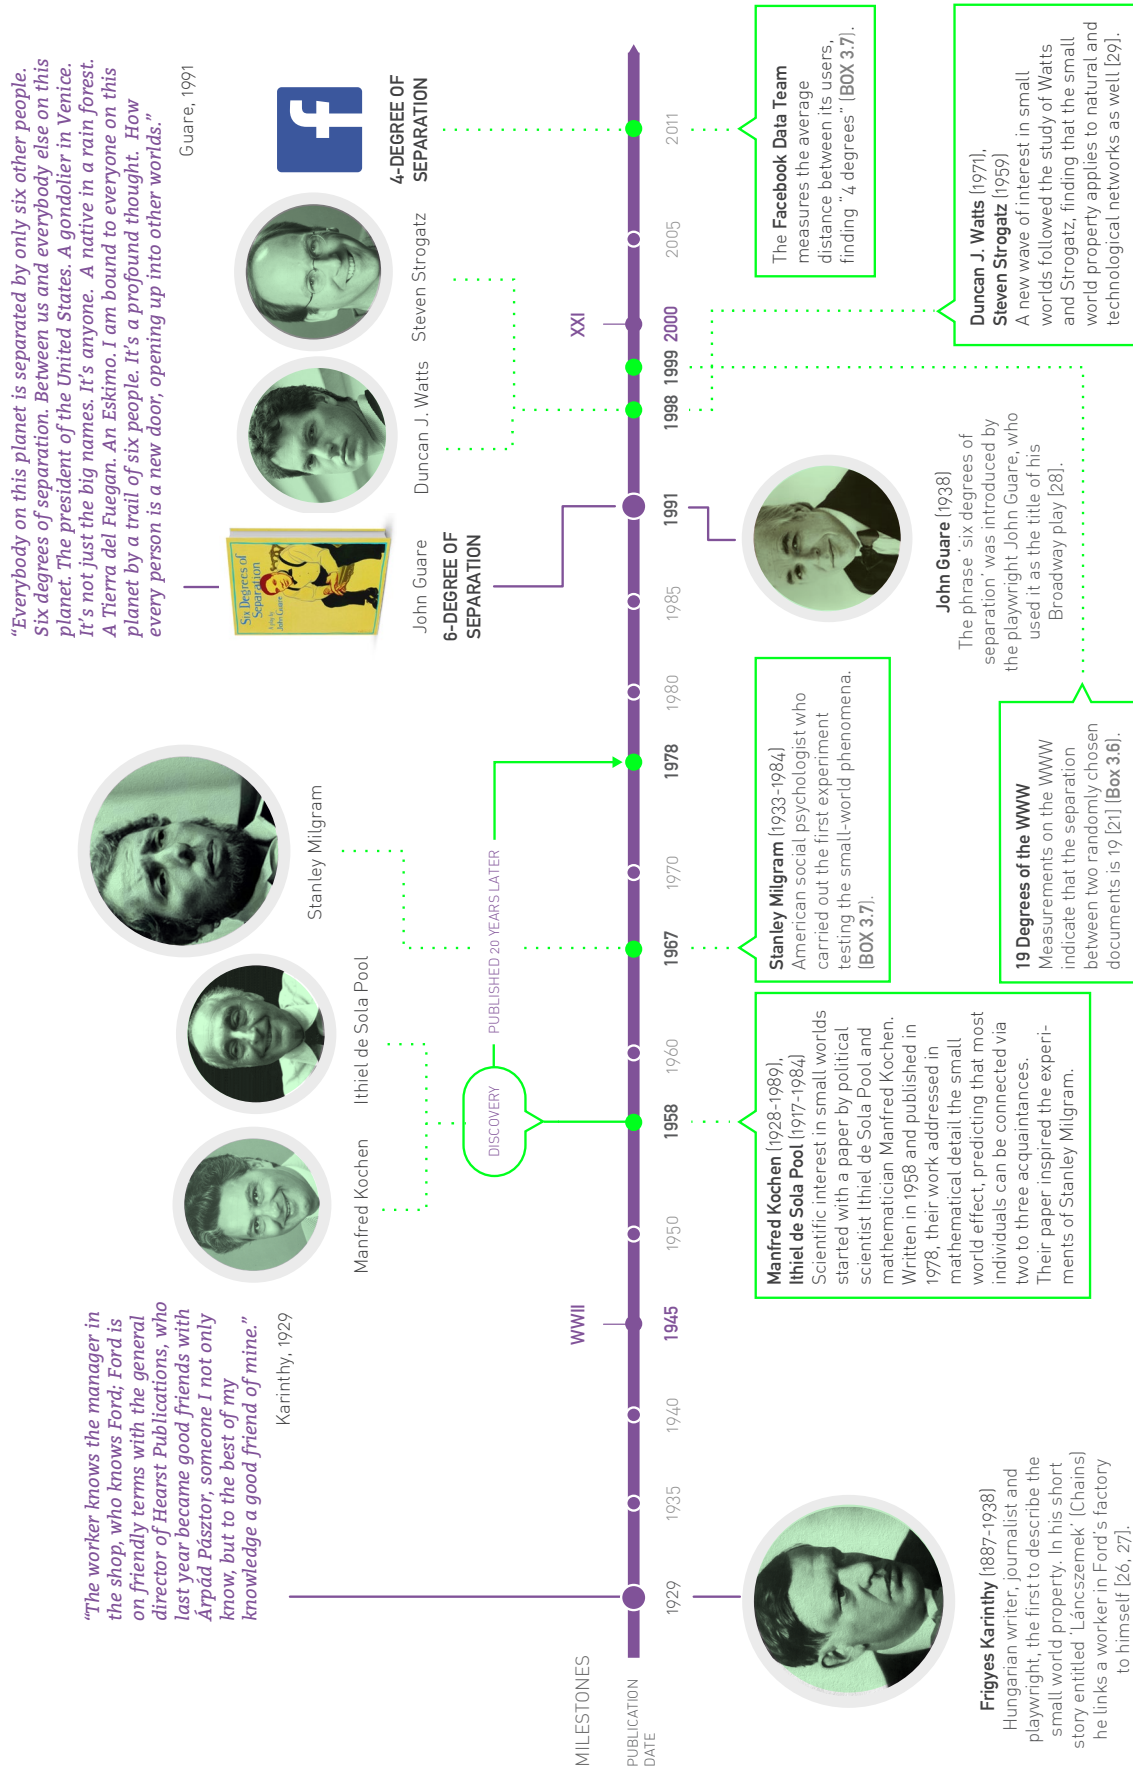 "Everybody on this planet is separated by only six other people.
Six degrees of separation. Between us and everybody else on this
planet. The president of the United States. A gondolier in Venice.
It's not just the big names. It's anyone. A native in a rain forest.
A Tierra del Fuegan. An Eskimo. I am bound to everyone on this
planet by a trail of six people. It's a profound thought. How
every person is a new door, opening up into other worlds."
Guare, 1991
"The worker knows the manager in
the shop, who knows Ford; Ford is
on friendly terms with the general
director of Hearst Publications, who
last year became good friends with
Árpád Pásztor, someone I not only
know, but to the best of my
knowledge a good friend of mine."
Karinthy, 1929
Manfred Kochen
Ithiel de Sola Pool
Stanley Milgram
Six Degrees of
Separation
A play by
John Guare
John Guare
6-DEGREE OF
SEPARATION
Duncan J. Watts
Steven Strogatz
f
4-DEGREE OF
SEPARATION
DISCOVERY
PUBLISHED 20 YEARS LATER
MILESTONES
WWII
XXI
PUBLICATION
DATE
1929
1935
1940
1945
1950
1958
1960
1967
1970
1978
1980
1985
1991
1998
1999
2000
2005
2011
Frigyes Karinthy (1887-1938)
Hungarian writer, journalist and
playwright, the first to describe the
small world property. In his short
story entitled 'Láncszemek' (Chains)
he links a worker in Ford's factory
to himself [26, 27].
Manfred Kochen (1928-1989),
Ithiel de Sola Pool (1917-1984)
Scientific interest in small worlds
started with a paper by political
scientist Ithiel de Sola Pool and
mathematician Manfred Kochen.
Written in 1958 and published in
1978, their work addressed in
mathematical detail the small
world effect, predicting that most
individuals can be connected via
two to three acquaintances.
Their paper inspired the experi-
ments of Stanley Milgram.
Stanley Milgram (1933-1984)
American social psychologist who
carried out the first experiment
testing the small-world phenomena.
(BOX 3.7).
19 Degrees of the WWW
Measurements on the WWW
indicate that the separation
between two randomly chosen
documents is 19 [21] (Box 3.6).
John Guare (1938)
The phrase 'six degrees of
separation' was introduced by
the playwright John Guare, who
used it as the title of his
Broadway play [28].
The Facebook Data Team
measures the average
distance between its users,
finding "4 degrees" (BOX 3.7).
Duncan J. Watts (1971),
Steven Strogatz (1959)
A new wave of interest in small
worlds followed the study of Watts
and Strogatz, finding that the small
world property applies to natural and
technological networks as well [29].